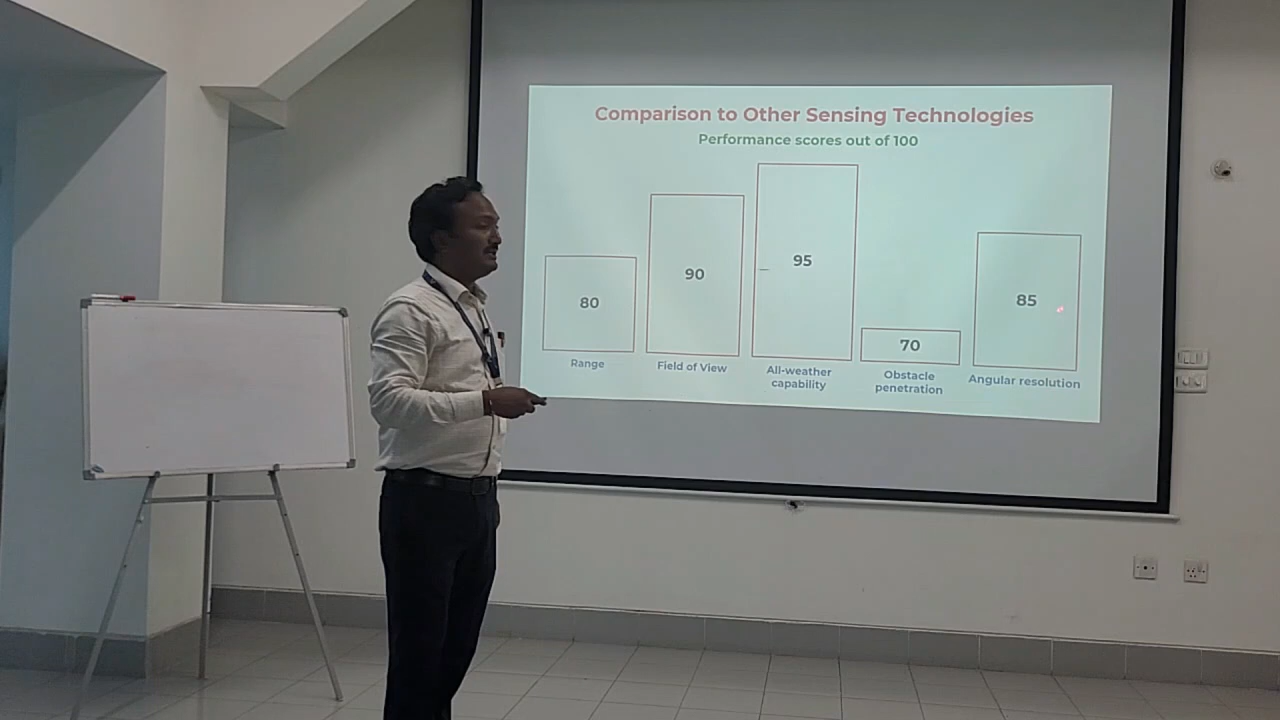 Comparison to Other Sensing Technologies
Performance scores out of 100
80
90
95
70
85
Range
Field of View
All-weather
capability
Obstacle
penetration
Angular resolution